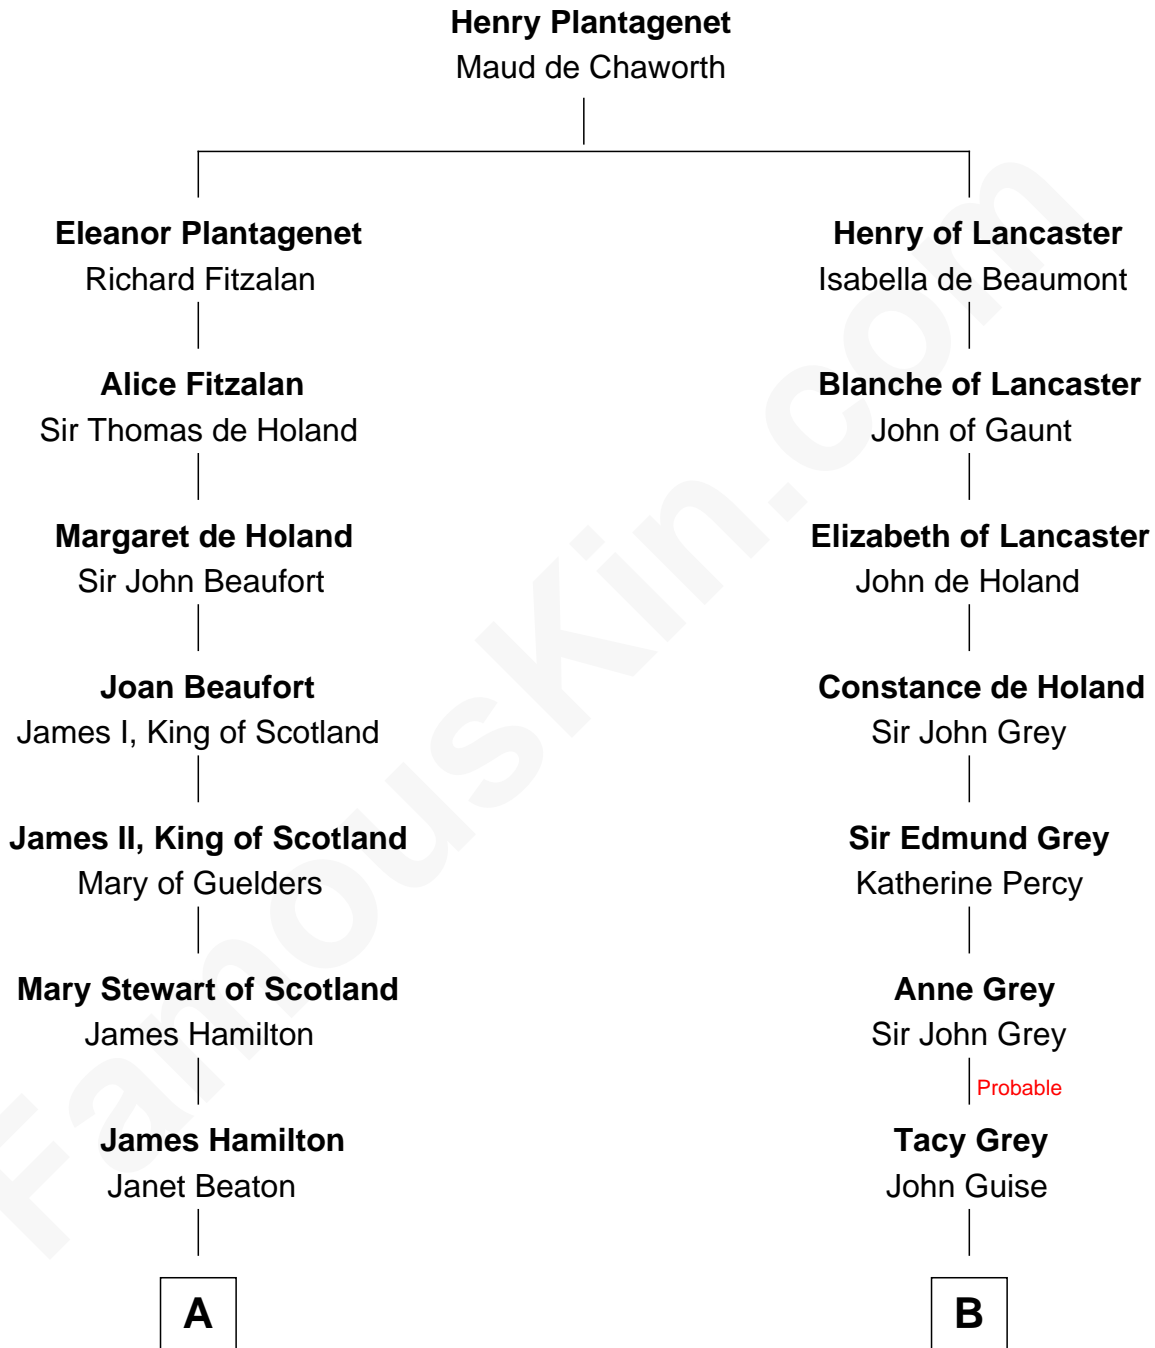 Henry Plantagenet
Maud de Chaworth
Eleanor Plantagenet
Richard Fitzalan
Henry of Lancaster
Isabella de Beaumont
Alice Fitzalan
Sir Thomas de Holand
Blanche of Lancaster
John of Gaunt
Margaret de Holand
Sir John Beaufort
Elizabeth of Lancaster
John de Holand
Joan Beaufort
James I, King of Scotland
Constance de Holand
Sir John Grey
James II, King of Scotland
Mary of Guelders
Sir Edmund Grey
Katherine Percy
Mary Stewart of Scotland
James Hamilton
Anne Grey
Sir John Grey
Probable
James Hamilton
Janet Beaton
Tacy Grey
John Guise
A
B
FamousKin.com